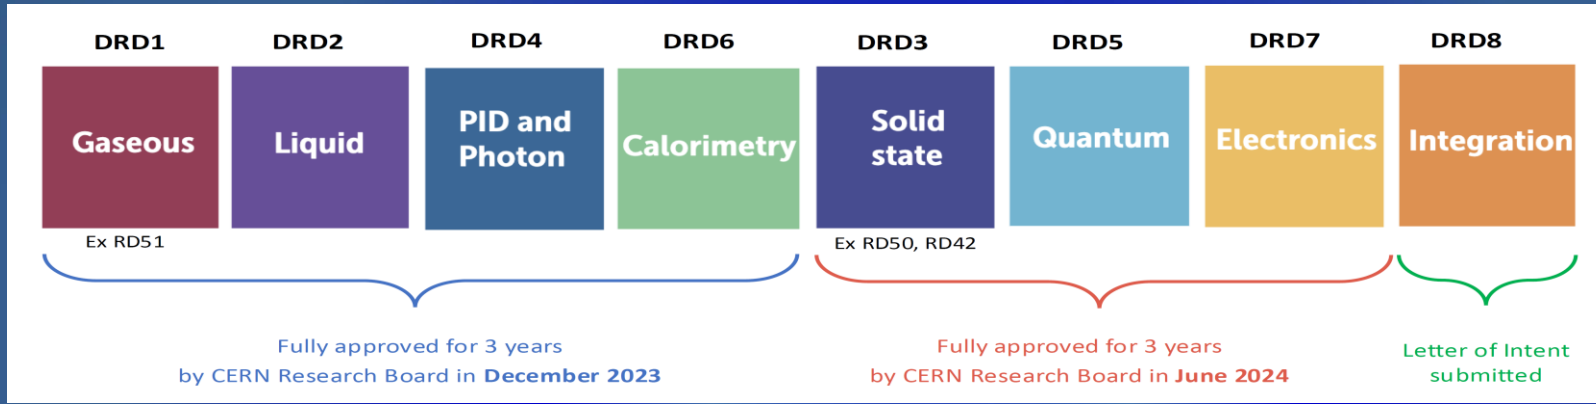 DRD1 DRD2 DRD4 DRD6 DRD3 DRD5 DRD7 DRD8
Gaseous
Liquid
PID and
Photon
Calorimetry
Solid
state
Quantum
Electronics
Integration
Ex RD51
Ex RD50, RD42
Fully approved for 3 years
by CERN Research Board in December 2023
Fully approved for 3 years
by CERN Research Board in June 2024
Letter of Intent
submitted